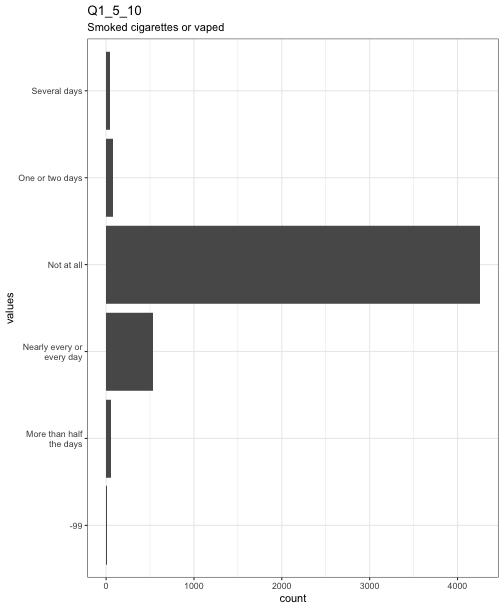 Q1_5_10
Smoked cigarettes or vaped
Several days
One or two days
Not at all
Nearly every or
every day
More than half
the days
-99
values
0 1000 2000 3000 4000
count